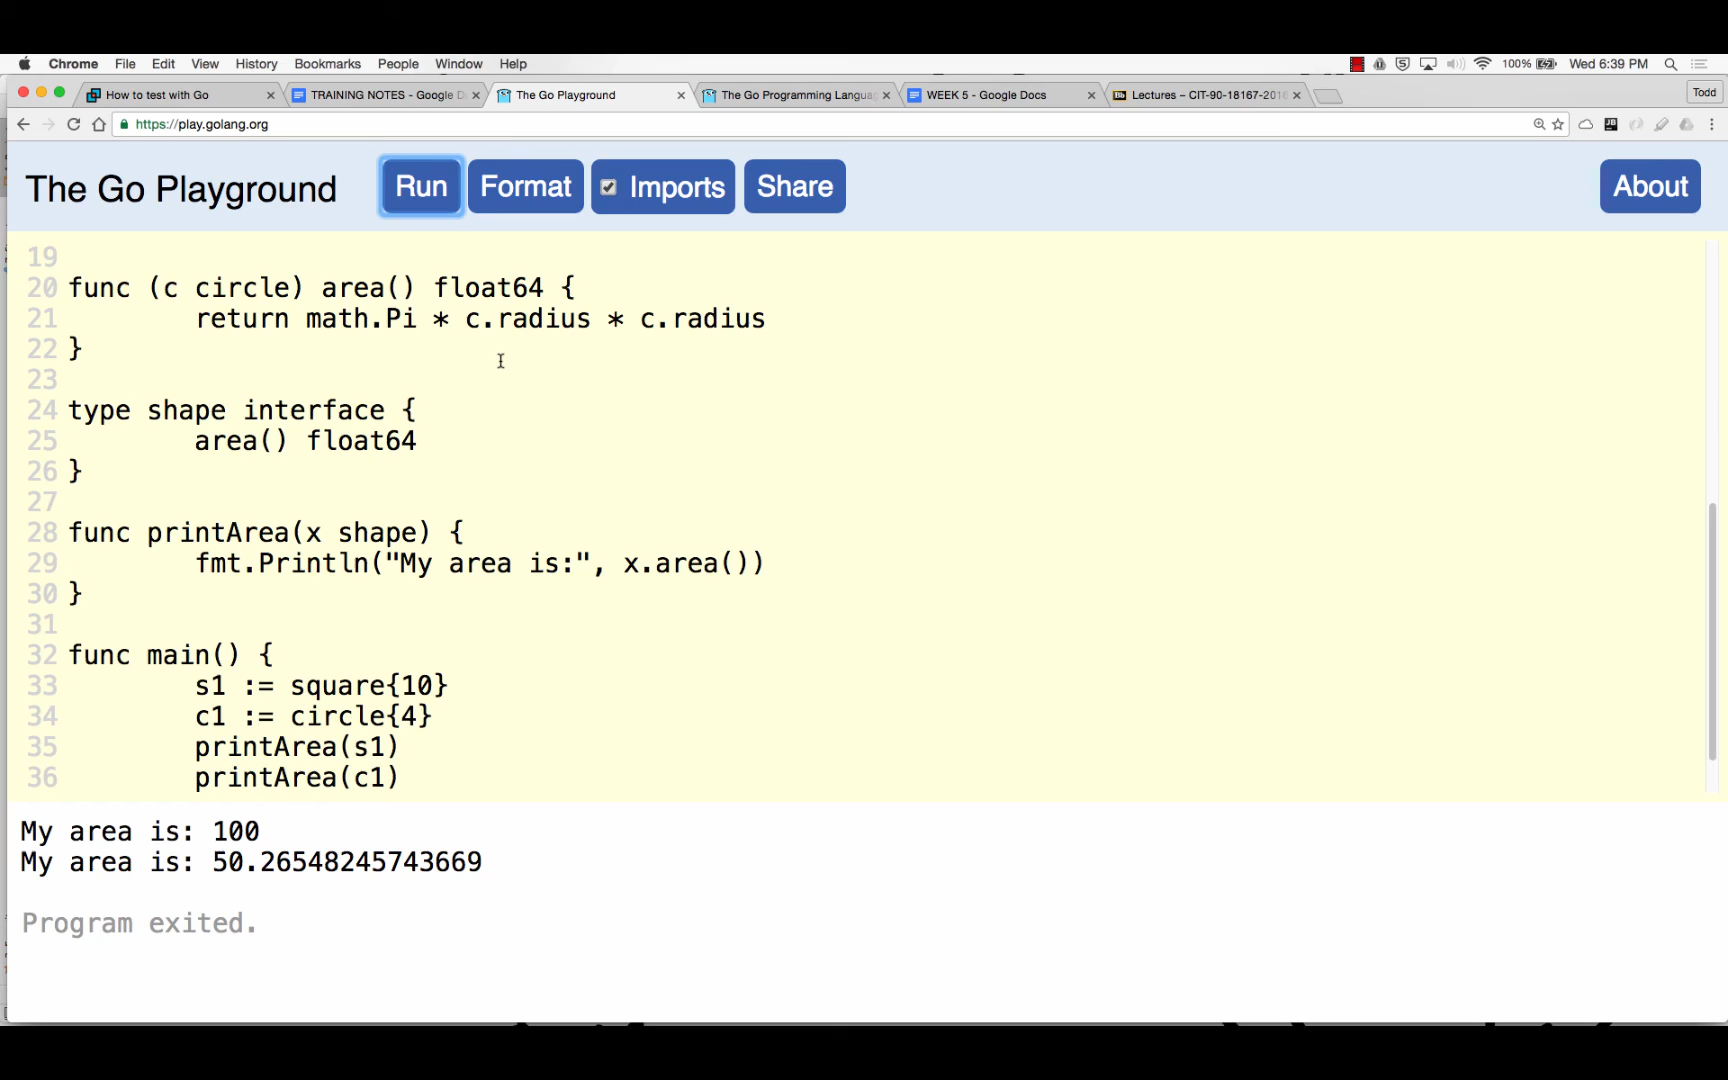 Chrome File Edit View History Bookmarks People Window Help 100% Wed 6:39 PM
How to test with Go TRAINING NOTES - Google D The Go Playground The Go Programming Langua WEEK 5 - Google Docs Lectures – CIT-90-18167-201 Todd
https://play.golang.org
The Go Playground Run Format Imports Share About
19
20 func (c circle) area() float64 {
21 return math.Pi * c.radius * c.radius
22 }
23
24 type shape interface {
25 area() float64
26 }
27
28 func printArea(x shape) {
29 fmt.Println("My area is:", x.area())
30 }
31
32 func main() {
33 s1 := square{10}
34 c1 := circle{4}
35 printArea(s1)
36 printArea(c1)
My area is: 100
My area is: 50.26548245743669
Program exited.